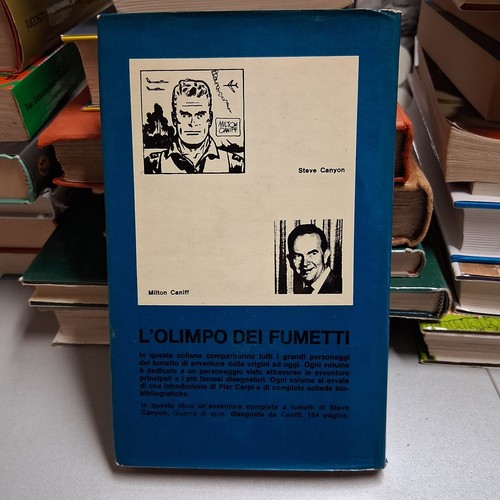 MILTON
CANIFF
Steve Canyon
Milton Caniff
L'OLIMPO DEI FUMETTI
In questa collana compariranno tutti i grandi personaggi
del fumetto di avventura dalle origini ad oggi. Ogni volume
è dedicato a un personaggio visto attraverso le avventure
principali e i più famosi disegnatori. Ogni volume si avvale
di una introduzione di Pier Carpi e di complete schede bio-
bibliografiche.
In questo libro un'avventura completa a fumetti di Steve
Canyon, Guerra di spie, disegnata da Caniff. 154 pagine.